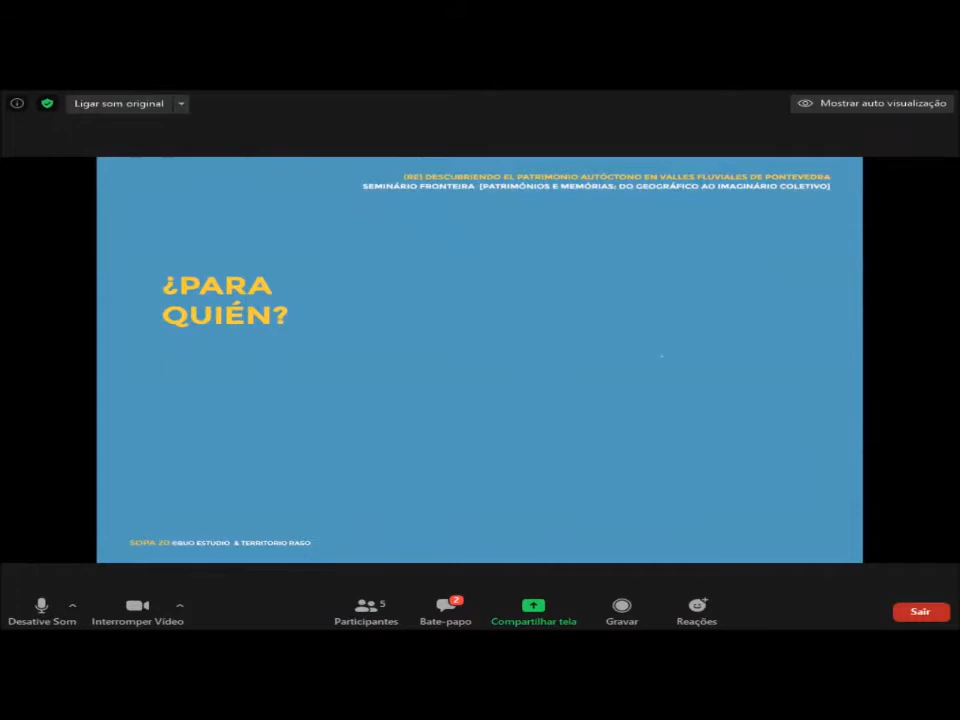 Ligar som original
Mostrar auto visualização
(RE) DESCUBRIENDO EL PATRIMONIO AUTÓCTONO EN VALLES FLUVIALES DE PONTEVEDRA
SEMINÁRIO FRONTEIRA [PATRIMÓNIOS E MEMÓRIAS: DO GEOGRÁFICO AO IMAGINÁRIO COLETIVO]
¿PARA
QUIÉN?
SOPA 20 ©QUO ESTUDIO & TERRITORIO RASO
5
2
Desative Som
Interromper Vídeo
Participantes
Bate-papo
Compartilhar tela
Gravar
Reações
Sair